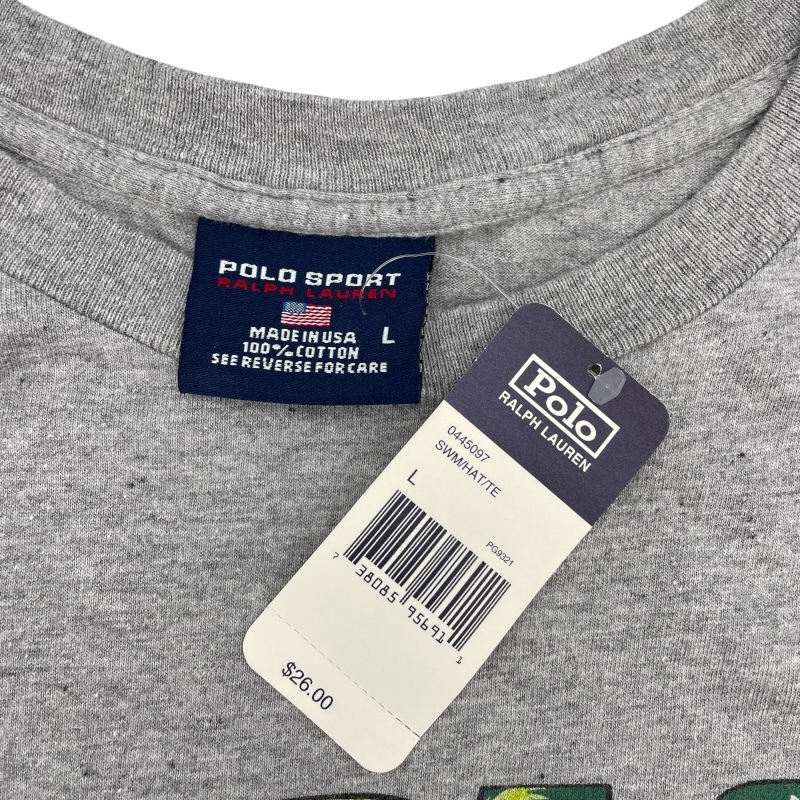 POLO SPORT
RALPH LAUREN
MADE IN USA
100% COTTON
SEE REVERSE FOR CARE
L
Polo
RALPH LAUREN
0445097
SWM/HAT/TE
L
PG9321
7 38085 95691 1
$26.00